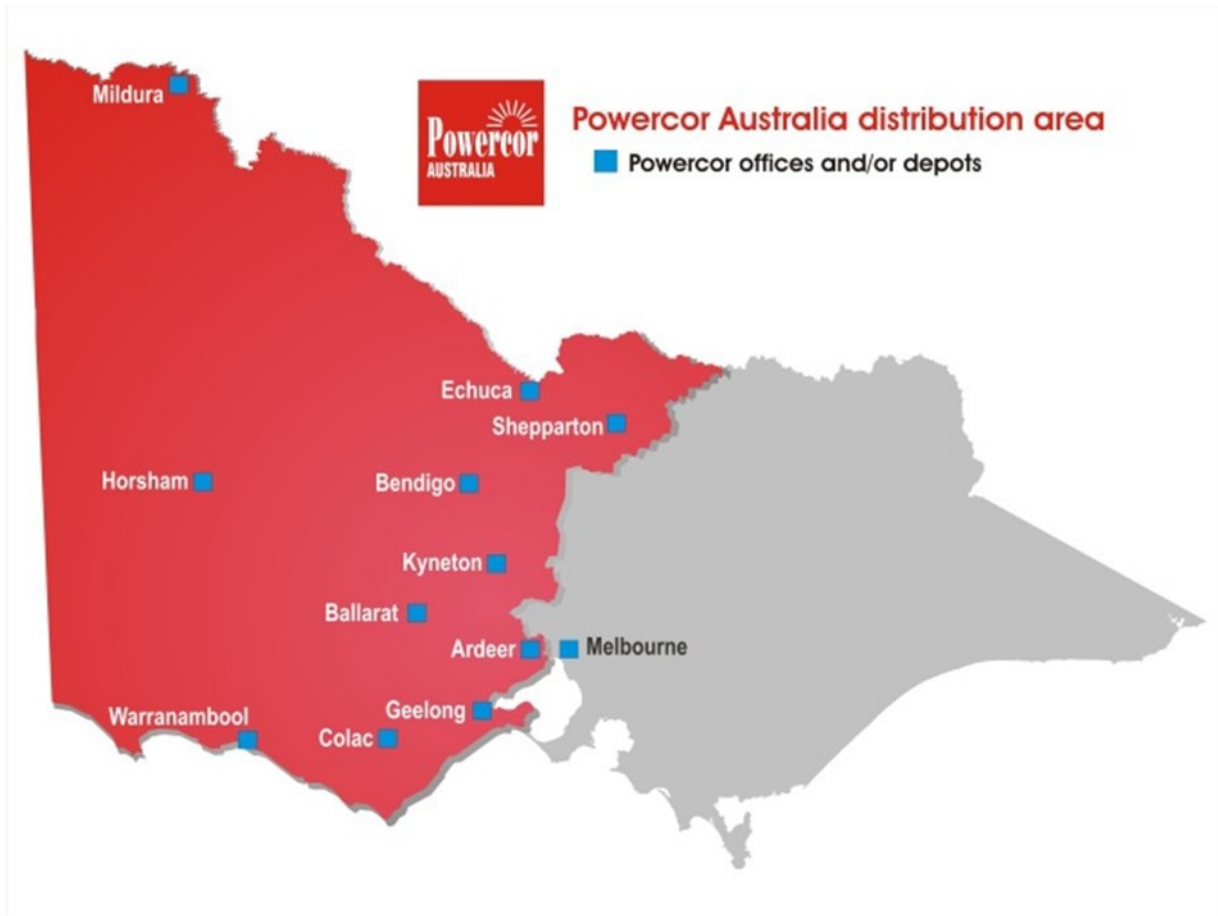 Mildura
Powercor
AUSTRALIA
Powercor Australia distribution area
Powercor offices and/or depots
Echuca
Shepparton
Horsham
Bendigo
Kyneton
Ballarat
Ardeer
Melbourne
Geelong
Warranambool
Colac